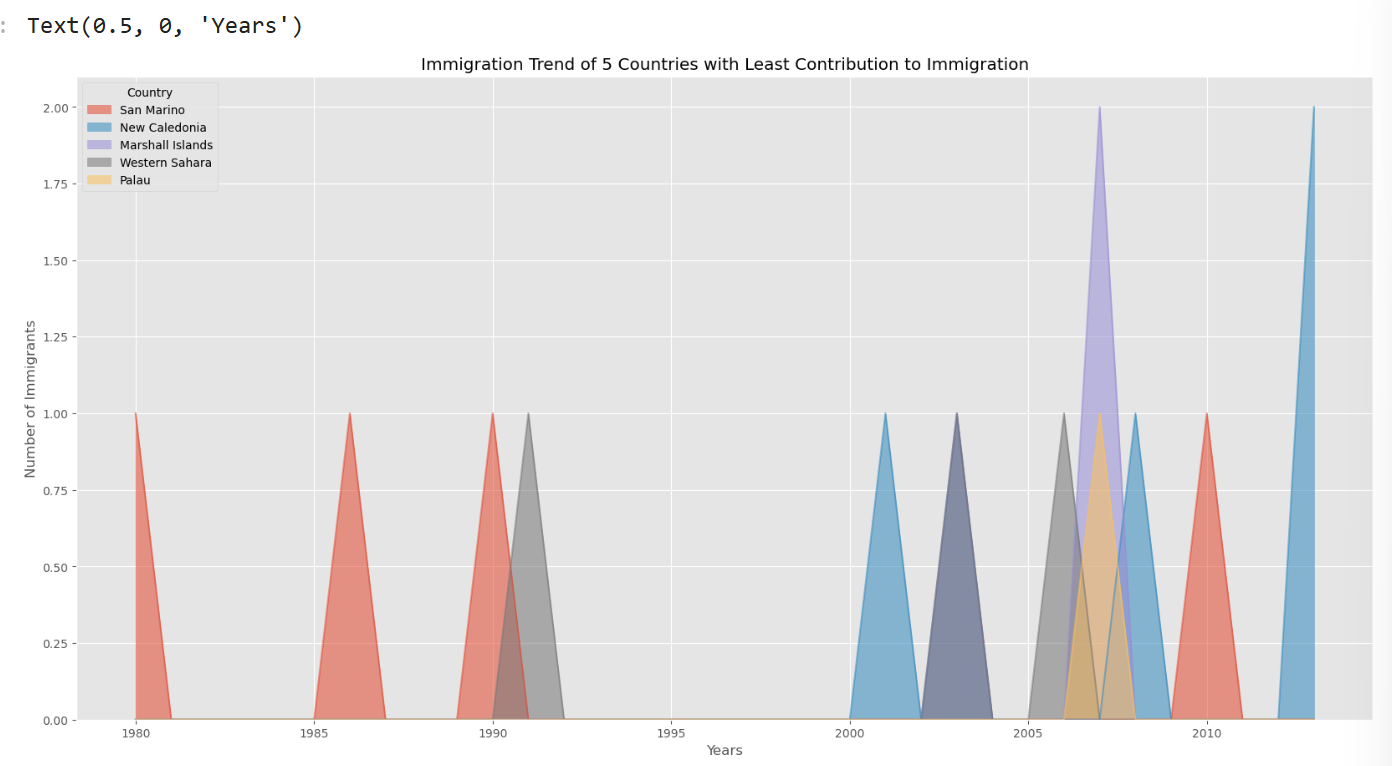 : Text(0.5, 0, 'Years')
Immigration Trend of 5 Countries with Least Contribution to Immigration
Country
San Marino
New Caledonia
Marshall Islands
Western Sahara
Palau
Number of Immigrants
2.00
1.75
1.50
1.25
1.00
0.75
0.50
0.25
0.00
1980 1985 1990 1995 2000 2005 2010
Years